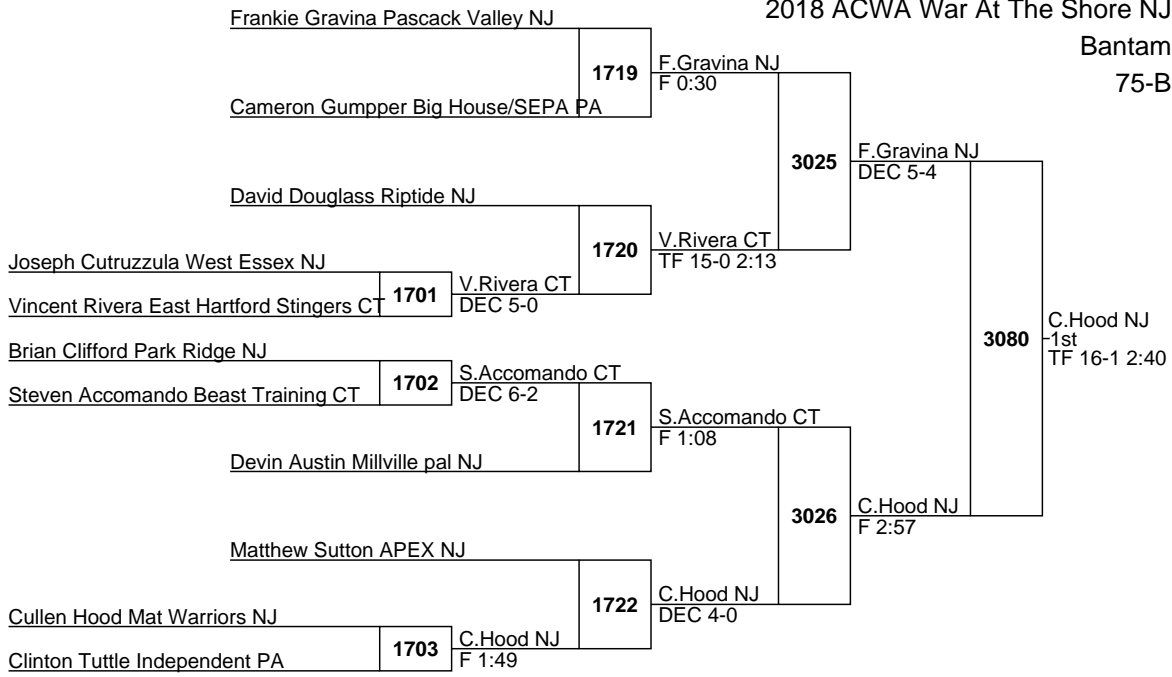 2018 ACWA War At The Shore NJ
Bantam
75-B
Frankie Gravina Pascack Valley NJ
1719
F.Gravina NJ
F 0:30
Cameron Gumpper Big House/SEPA PA
3025
F.Gravina NJ
DEC 5-4
David Douglass Riptide NJ
1720
V.Rivera CT
TF 15-0 2:13
Joseph Cutruzzula West Essex NJ
1701
V.Rivera CT
DEC 5-0
Vincent Rivera East Hartford Stingers CT
3080
C.Hood NJ
1st
TF 16-1 2:40
Brian Clifford Park Ridge NJ
1702
S.Accomando CT
DEC 6-2
Steven Accomando Beast Training CT
1721
S.Accomando CT
F 1:08
Devin Austin Millville pal NJ
3026
C.Hood NJ
F 2:57
Matthew Sutton APEX NJ
1722
C.Hood NJ
DEC 4-0
Cullen Hood Mat Warriors NJ
1703
C.Hood NJ
F 1:49
Clinton Tuttle Independent PA